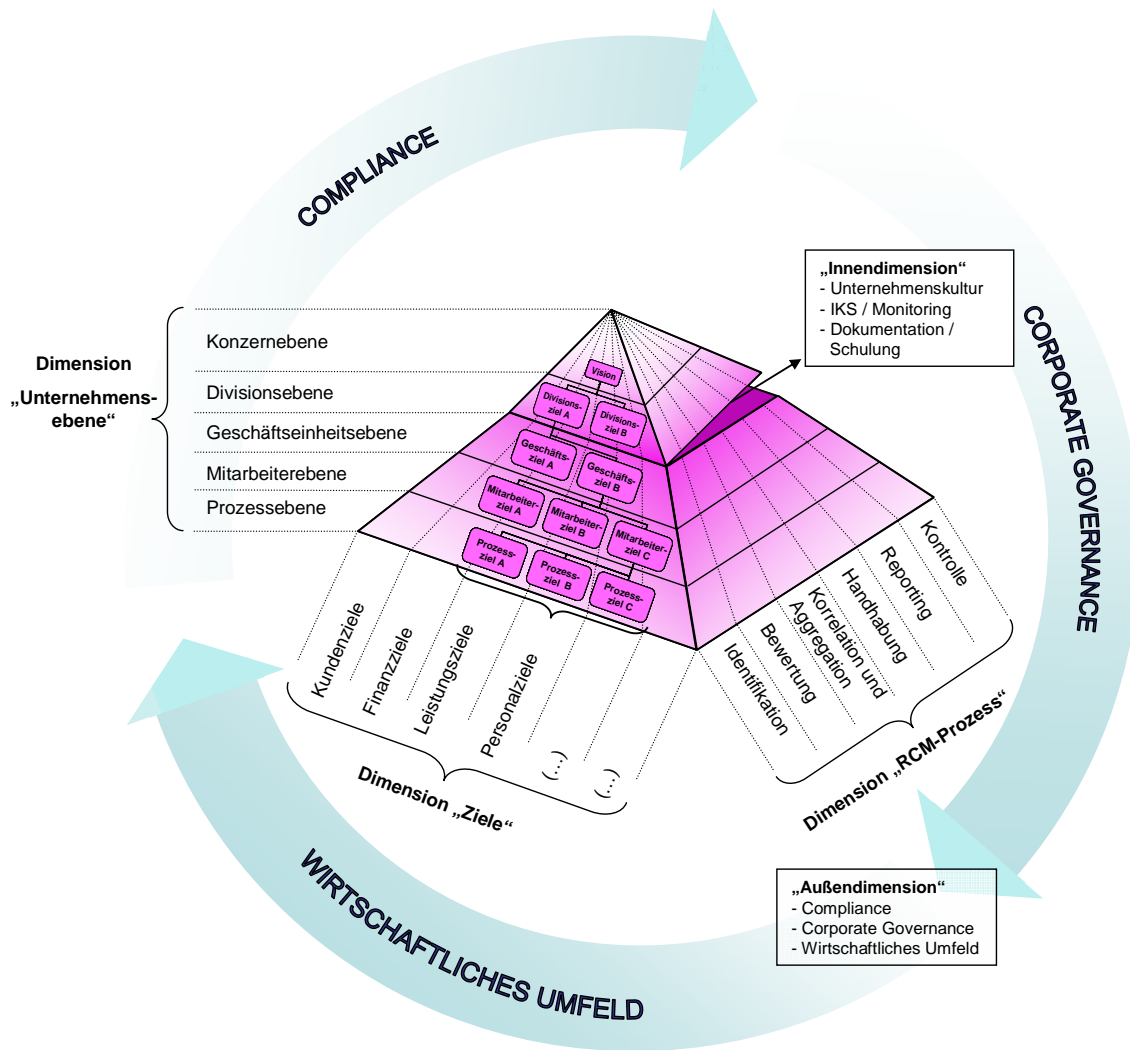 COMPLIANCE
„Innendimension“
- Unternehmenskultur
- IKS / Monitoring
- Dokumentation /
Schulung
CORPORATE GOVERNANCE
Dimension
„Unternehmens-
ebene“
Konzernebene
Divisionsebene
Geschäftseinheitsebene
Mitarbeiterebene
Prozessebene
Vision
Divisions-
ziel A
Divisions-
ziel B
Geschäfts-
ziel A
Geschäfts-
ziel B
Mitarbeiter-
ziel A
Mitarbeiter-
ziel B
Mitarbeiter-
ziel C
Prozess-
ziel A
Prozess-
ziel B
Prozess-
ziel C
Kundenziele
Finanzziele
Leistungsziele
Personalziele
(...)
(...)
Dimension „Ziele“
Identifikation
Bewertung
Korrelation und
Aggregation
Handhabung
Reporting
Kontrolle
Dimension „RCM-Prozess“
„Außendimension“
- Compliance
- Corporate Governance
- Wirtschaftliches Umfeld
WIRTSCHAFTLICHES UMFELD